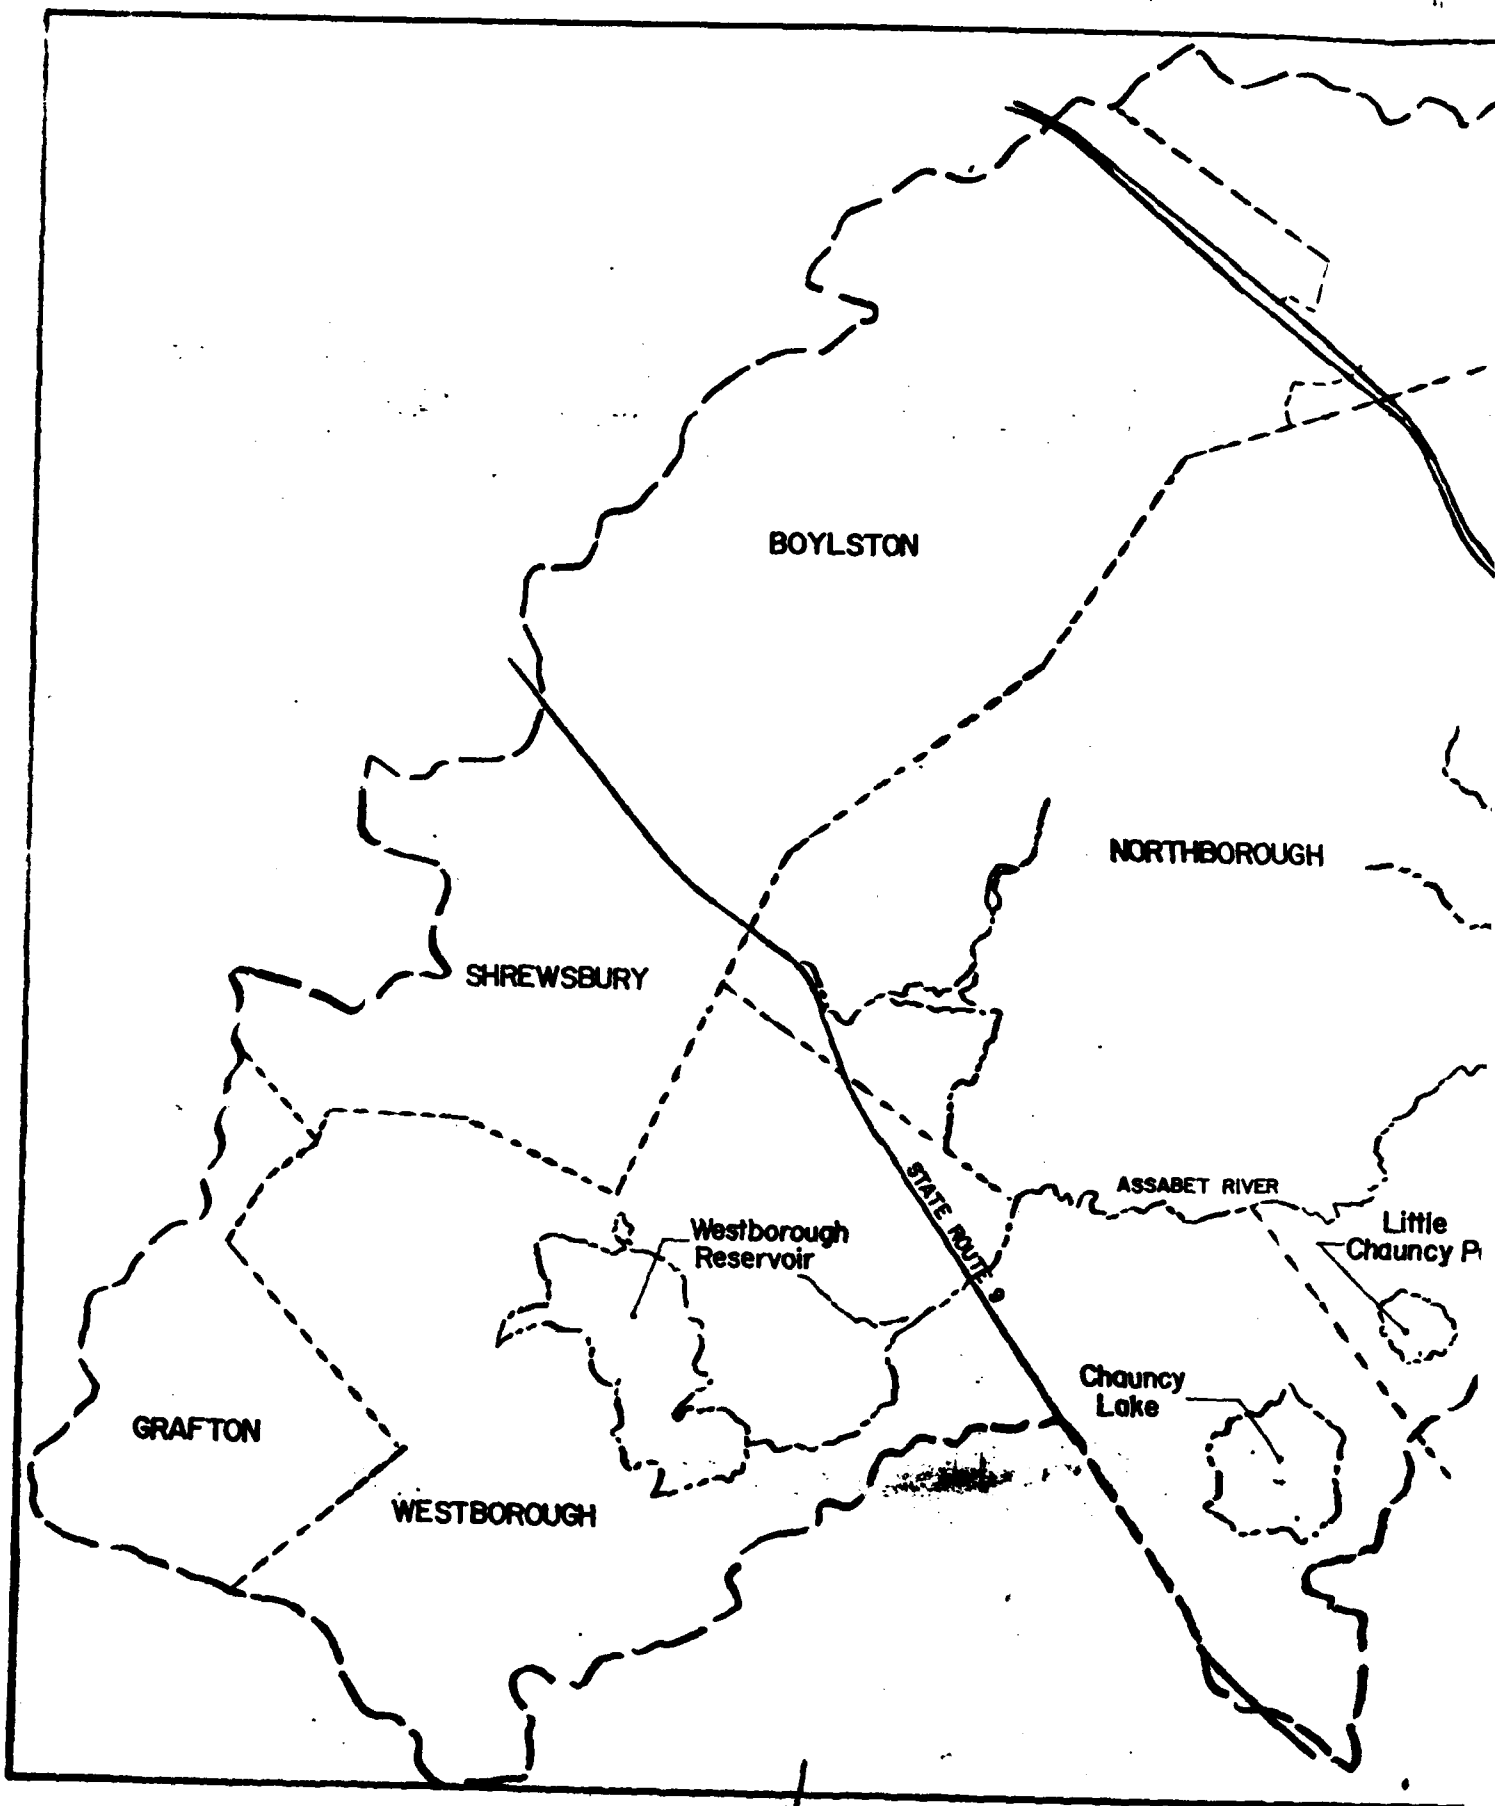 BOYLSTON
NORTHBOROUGH
SHREWSBURY
ASSABET RIVER
STATE ROUTE 9
Westborough
Reservoir
Little
Chauncy
Chauncy
Lake
GRAFTON
WESTBOROUGH